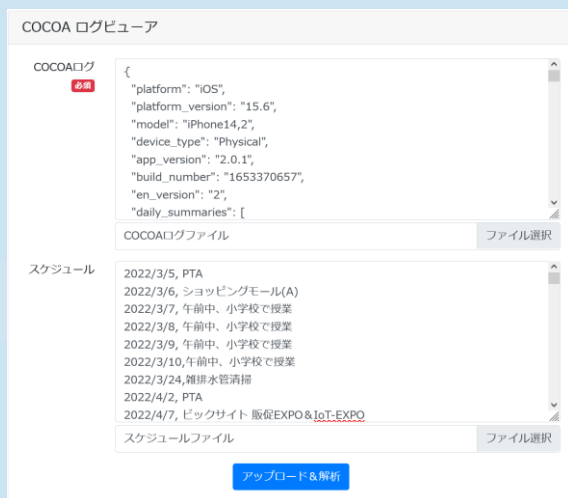 COCOA ログビューア
COCOAログ
必須
{
"platform": "iOS",
"platform_version": "15.6",
"model": "iPhone14,2",
"device_type": "Physical",
"app_version": "2.0.1",
"build_number": "1653370657",
"en_version": "2",
"daily_summaries": [
COCOAログファイル ファイル選択
スケジュール
2022/3/5, PTA
2022/3/6, ショッピングモール(A)
2022/3/7, 午前中、小学校で授業
2022/3/8, 午前中、小学校で授業
2022/3/9, 午前中、小学校で授業
2022/3/10,午前中、小学校で授業
2022/3/24,雑排水管清掃
2022/4/2, PTA
2022/4/7, ビックサイト 販促EXPO&IoT-EXPO
スケジュールファイル ファイル選択
アップロード&解析